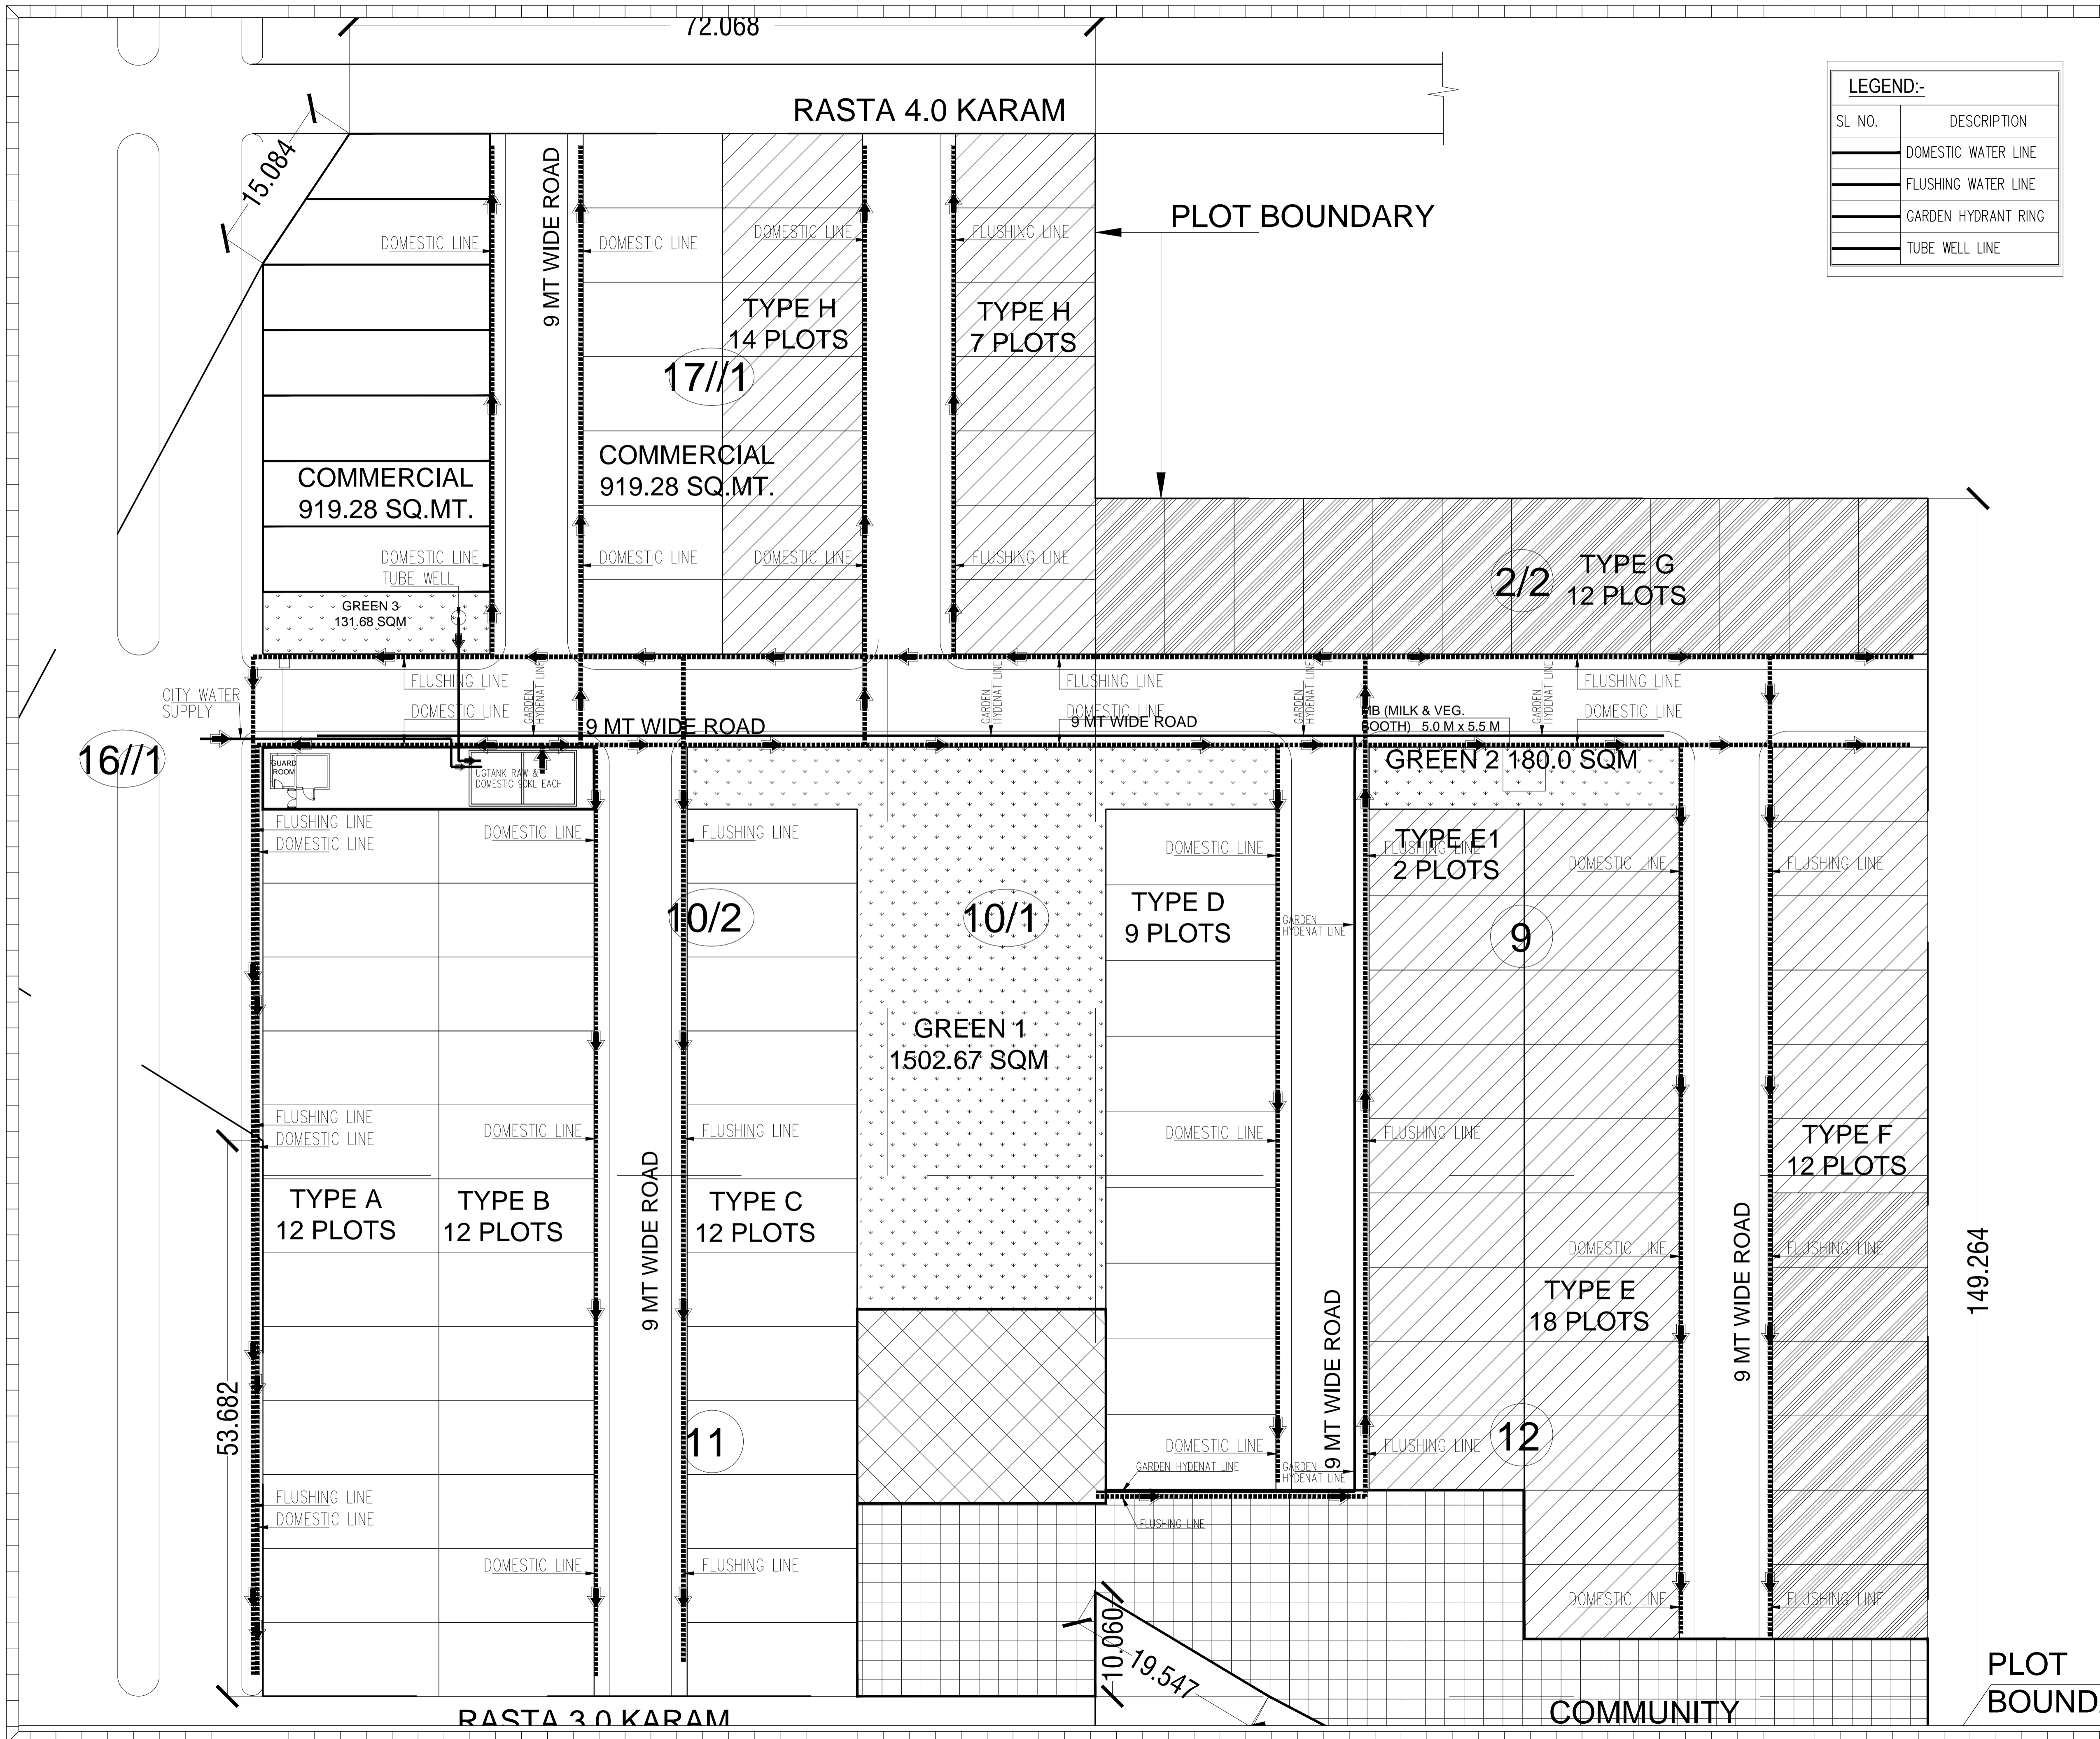 72.068
RASTA 4.0 KARAM
LEGEND:-
SL NO. DESCRIPTION
DOMESTIC WATER LINE
FLUSHING WATER LINE
GARDEN HYDRANT RING
TUBE WELL LINE
15.084
9 MT WIDE ROAD
PLOT BOUNDARY
DOMESTIC LINE
DOMESTIC LINE
DOMESTIC LINE
FLUSHING LINE
TYPE H
14 PLOTS
TYPE H
7 PLOTS
17//1
COMMERCIAL
919.28 SQ.MT.
COMMERCIAL
919.28 SQ.MT.
DOMESTIC LINE
DOMESTIC LINE
DOMESTIC LINE
FLUSHING LINE
TUBE WELL
GREEN 3
131.68 SQM
2/2
TYPE G
12 PLOTS
FLUSHING LINE
GARDEN
HYDENAT LINE
GARDEN
HYDENAT LINE
FLUSHING LINE
GARDEN
HYDENAT LINE
GARDEN
HYDENAT LINE
FLUSHING LINE
CITY WATER
SUPPLY
DOMESTIC LINE
9 MT WIDE ROAD
DOMESTIC LINE
9 MT WIDE ROAD
MB (MILK & VEG.
BOOTH) 5.0 M x 5.5 M
DOMESTIC LINE
16//1
GUARD
ROOM
UGTANK RAW &
DOMESTIC 90KL EACH
GREEN 2 180.0 SQM
FLUSHING LINE
DOMESTIC LINE
DOMESTIC LINE
FLUSHING LINE
DOMESTIC LINE
FLUSHING LINE
TYPE E1
2 PLOTS
DOMESTIC LINE
FLUSHING LINE
10/2
10/1
TYPE D
9 PLOTS
GARDEN
HYDENAT LINE
9
GREEN 1
1502.67 SQM
FLUSHING LINE
DOMESTIC LINE
DOMESTIC LINE
FLUSHING LINE
DOMESTIC LINE
FLUSHING LINE
TYPE F
12 PLOTS
TYPE A
12 PLOTS
TYPE B
12 PLOTS
9 MT WIDE ROAD
TYPE C
12 PLOTS
9 MT WIDE ROAD
DOMESTIC LINE
FLUSHING LINE
149.264
TYPE E
18 PLOTS
9 MT WIDE ROAD
53.682
11
12
DOMESTIC LINE
FLUSHING LINE
GARDEN HYDENAT LINE
GARDEN
HYDENAT LINE
FLUSHING LINE
DOMESTIC LINE
FLUSHING LINE
DOMESTIC LINE
FLUSHING LINE
DOMESTIC LINE
FLUSHING LINE
10.060
19.547
PLOT
BOUND
COMMUNITY
RASTA 3.0 KARAM